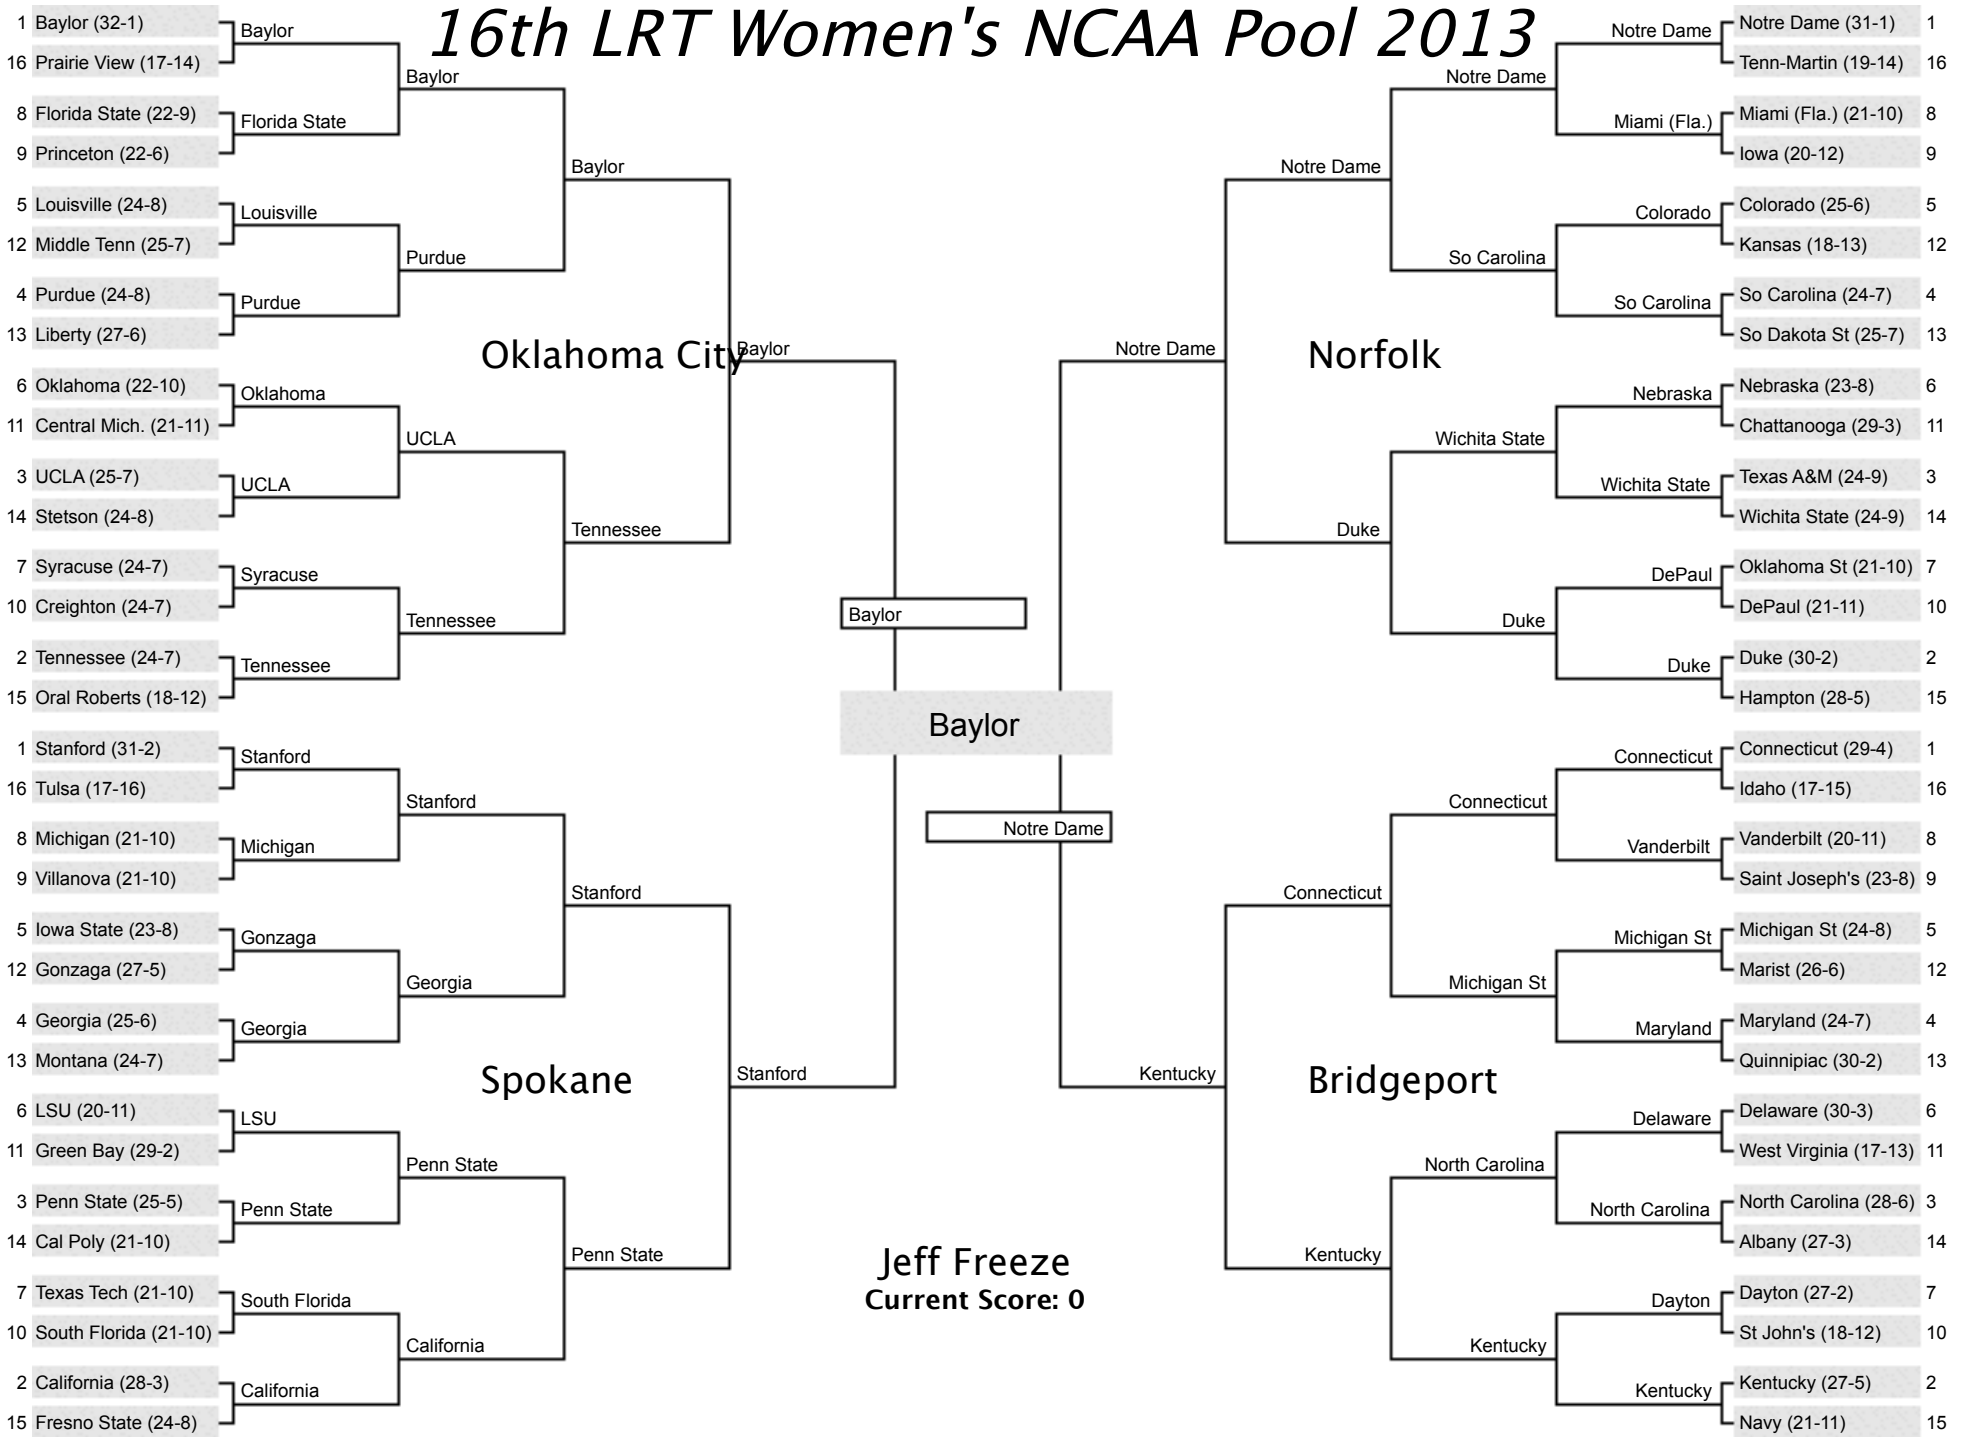 16th LRT Women's NCAA Pool 2013
1 Baylor (32-1)
16 Prairie View (17-14)
8 Florida State (22-9)
9 Princeton (22-6)
5 Louisville (24-8)
12 Middle Tenn (25-7)
4 Purdue (24-8)
13 Liberty (27-6)
6 Oklahoma (22-10)
11 Central Mich. (21-11)
3 UCLA (25-7)
14 Stetson (24-8)
7 Syracuse (24-7)
10 Creighton (24-7)
2 Tennessee (24-7)
15 Oral Roberts (18-12)
Baylor
Florida State
Louisville
Purdue
Oklahoma
UCLA
Syracuse
Tennessee
Baylor
Purdue
UCLA
Tennessee
Baylor
Tennessee
Oklahoma City
Baylor
1 Stanford (31-2)
16 Tulsa (17-16)
8 Michigan (21-10)
9 Villanova (21-10)
5 Iowa State (23-8)
12 Gonzaga (27-5)
4 Georgia (25-6)
13 Montana (24-7)
6 LSU (20-11)
11 Green Bay (29-2)
3 Penn State (25-5)
14 Cal Poly (21-10)
7 Texas Tech (21-10)
10 South Florida (21-10)
2 California (28-3)
15 Fresno State (24-8)
Stanford
Michigan
Gonzaga
Georgia
LSU
Penn State
South Florida
California
Stanford
Georgia
Penn State
California
Stanford
Penn State
Spokane
Stanford
Baylor
Baylor
Notre Dame
Jeff Freeze
Current Score: 0
Notre Dame
Norfolk
Notre Dame
Duke
Notre Dame
So Carolina
Wichita State
Duke
Notre Dame
Miami (Fla.)
Colorado
So Carolina
Nebraska
Wichita State
DePaul
Duke
Notre Dame (31-1) 1
Tenn-Martin (19-14) 16
Miami (Fla.) (21-10) 8
Iowa (20-12) 9
Colorado (25-6) 5
Kansas (18-13) 12
So Carolina (24-7) 4
So Dakota St (25-7) 13
Nebraska (23-8) 6
Chattanooga (29-3) 11
Texas A&M (24-9) 3
Wichita State (24-9) 14
Oklahoma St (21-10) 7
DePaul (21-11) 10
Duke (30-2) 2
Hampton (28-5) 15
Kentucky
Bridgeport
Connecticut
Kentucky
Connecticut
Michigan St
North Carolina
Kentucky
Connecticut
Vanderbilt
Michigan St
Maryland
Delaware
North Carolina
Dayton
Kentucky
Connecticut (29-4) 1
Idaho (17-15) 16
Vanderbilt (20-11) 8
Saint Joseph's (23-8) 9
Michigan St (24-8) 5
Marist (26-6) 12
Maryland (24-7) 4
Quinnipiac (30-2) 13
Delaware (30-3) 6
West Virginia (17-13) 11
North Carolina (28-6) 3
Albany (27-3) 14
Dayton (27-2) 7
St John's (18-12) 10
Kentucky (27-5) 2
Navy (21-11) 15